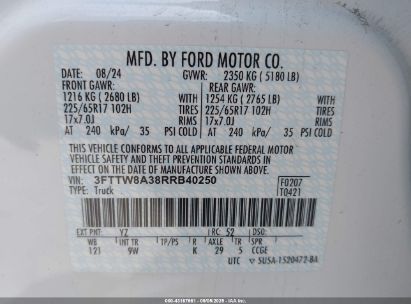 MFD. BY FORD MOTOR CO.
DATE: 08/24 GVWR: 2350 KG ( 5180 LB)
FRONT GAWR: REAR GAWR:
1216 KG ( 2680 LB) WITH 1254 KG ( 2765 LB) WITH
225/65R17 102H TIRES 225/65R17 102H TIRES
17x7.0J RIMS 17x7.0J RIMS
AT 240 kPa/ 35 PSI COLD AT 240 kPa/ 35 PSI COLD
THIS VEHICLE CONFORMS TO ALL APPLICABLE FEDERAL MOTOR
VEHICLE SAFETY, BUMPER, AND THEFT PREVENTION STANDARDS IN
EFFECT ON THE DATE OF MANUFACTURE SHOWN ABOVE.
VIN: 3FTTW8A38RRB40250 F0207
TYPE: Truck T0421
EXT PNT: YW RC: 52 DSO:
WB INT TR TP/PS R AXLE TR SPR
121 9W K 29 5 CCGE
UTC 5U5A-1520472-BA